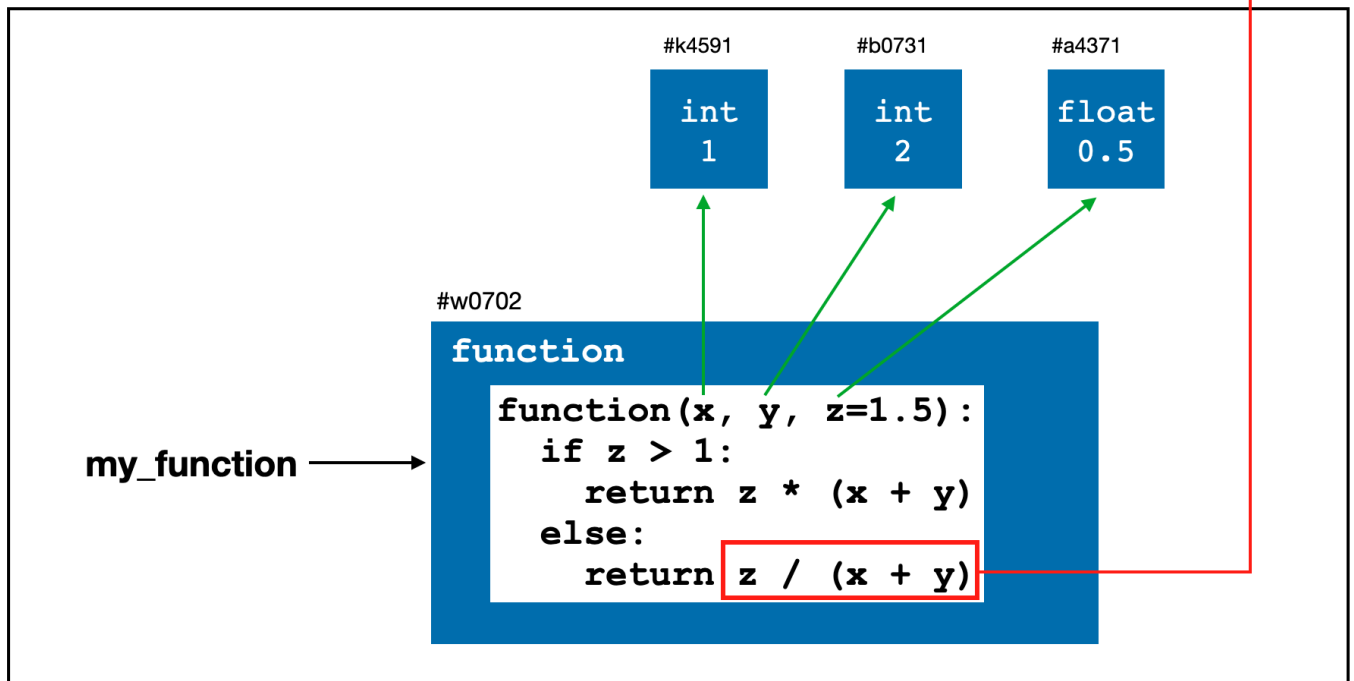 #k4591 #b0731 #a4371
int int float
1 2 0.5
#w0702
function
function(x, y, z=1.5):
if z > 1:
my_function
return z * (x + y)
else:
return z / (x + y)